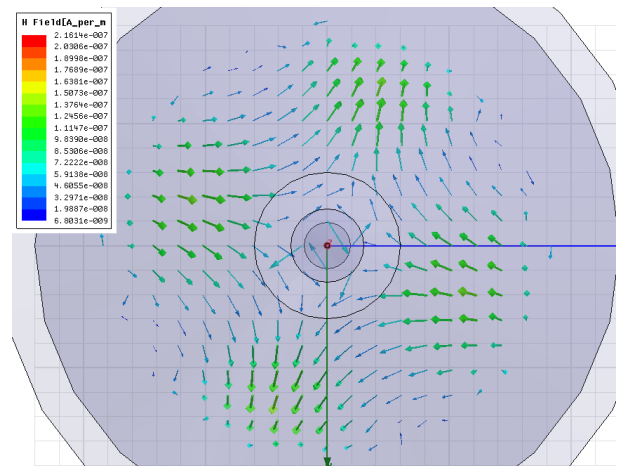 H Field[A_per_m
2.1614e-007
2.0306e-007
1.8998e-007
1.7689e-007
1.6381e-007
1.5073e-007
1.3764e-007
1.2456e-007
1.1147e-007
9.8390e-008
8.5306e-008
7.2222e-008
5.9138e-008
4.6055e-008
3.2971e-008
1.9887e-008
6.8031e-009